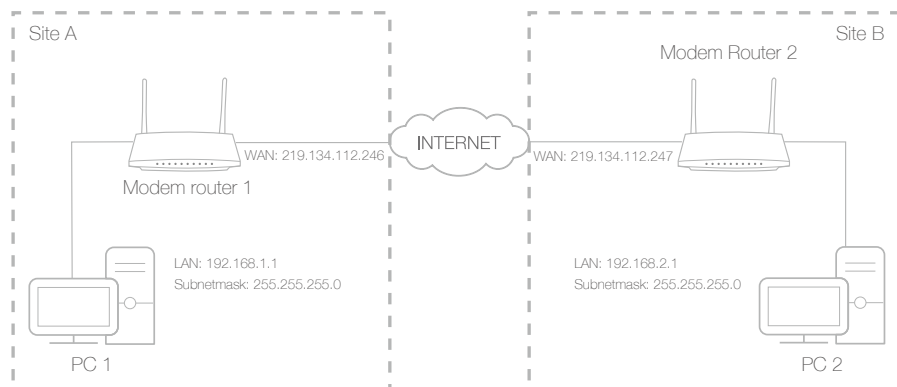 Site A
Site B
Modem Router 2
INTERNET
WAN: 219.134.112.246
WAN: 219.134.112.247
Modem router 1
LAN: 192.168.1.1
Subnetmask: 255.255.255.0
LAN: 192.168.2.1
Subnetmask: 255.255.255.0
PC 1
PC 2